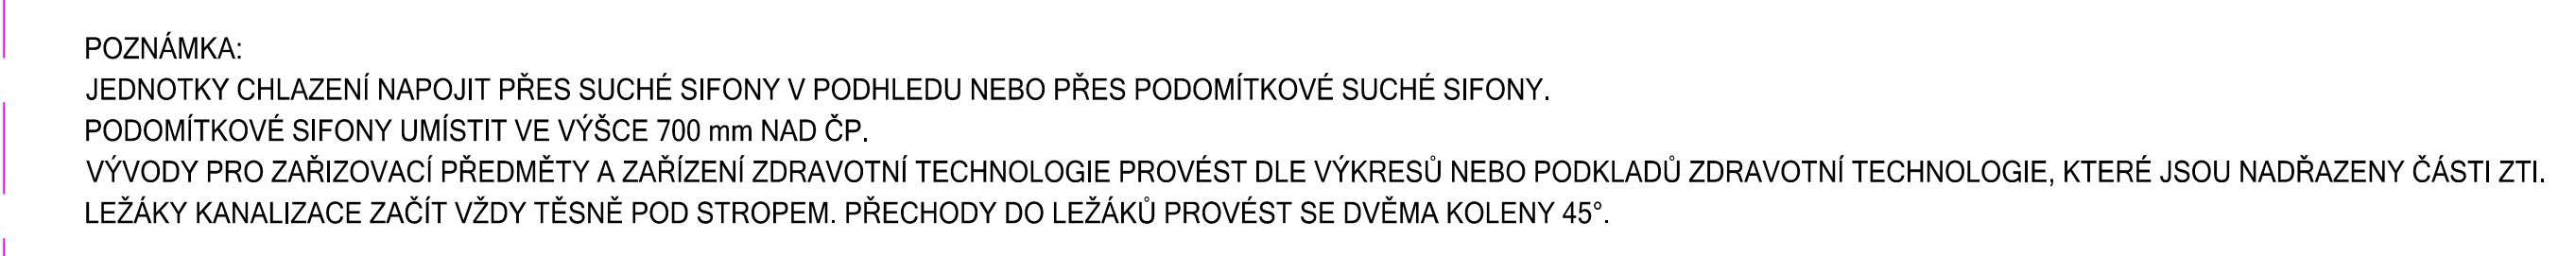 POZNÁMKA:
JEDNOTKY CHLAZENÍ NAPOJIT PŘES SUCHÉ SIFONY V PODHLEDU NEBO PŘES PODOMÍTKOVÉ SUCHÉ SIFONY.
PODOMÍTKOVÉ SIFONY UMÍSTIT VE VÝŠCE 700 mm NAD ČP.
VÝVODY PRO ZAŘIZOVACÍ PŘEDMĚTY A ZAŘÍZENÍ ZDRAVOTNÍ TECHNOLOGIE PROVÉST DLE VÝKRESŮ NEBO PODKLADŮ ZDRAVOTNÍ TECHNOLOGIE, KTERÉ JSOU NADŘAZENY ČÁSTI ZTI.
LEŽÁKY KANALIZACE ZAČÍT VŽDY TĚSNĚ POD STROPEM. PŘECHODY DO LEŽÁKŮ PROVÉST SE DVĚMA KOLENY 45°.